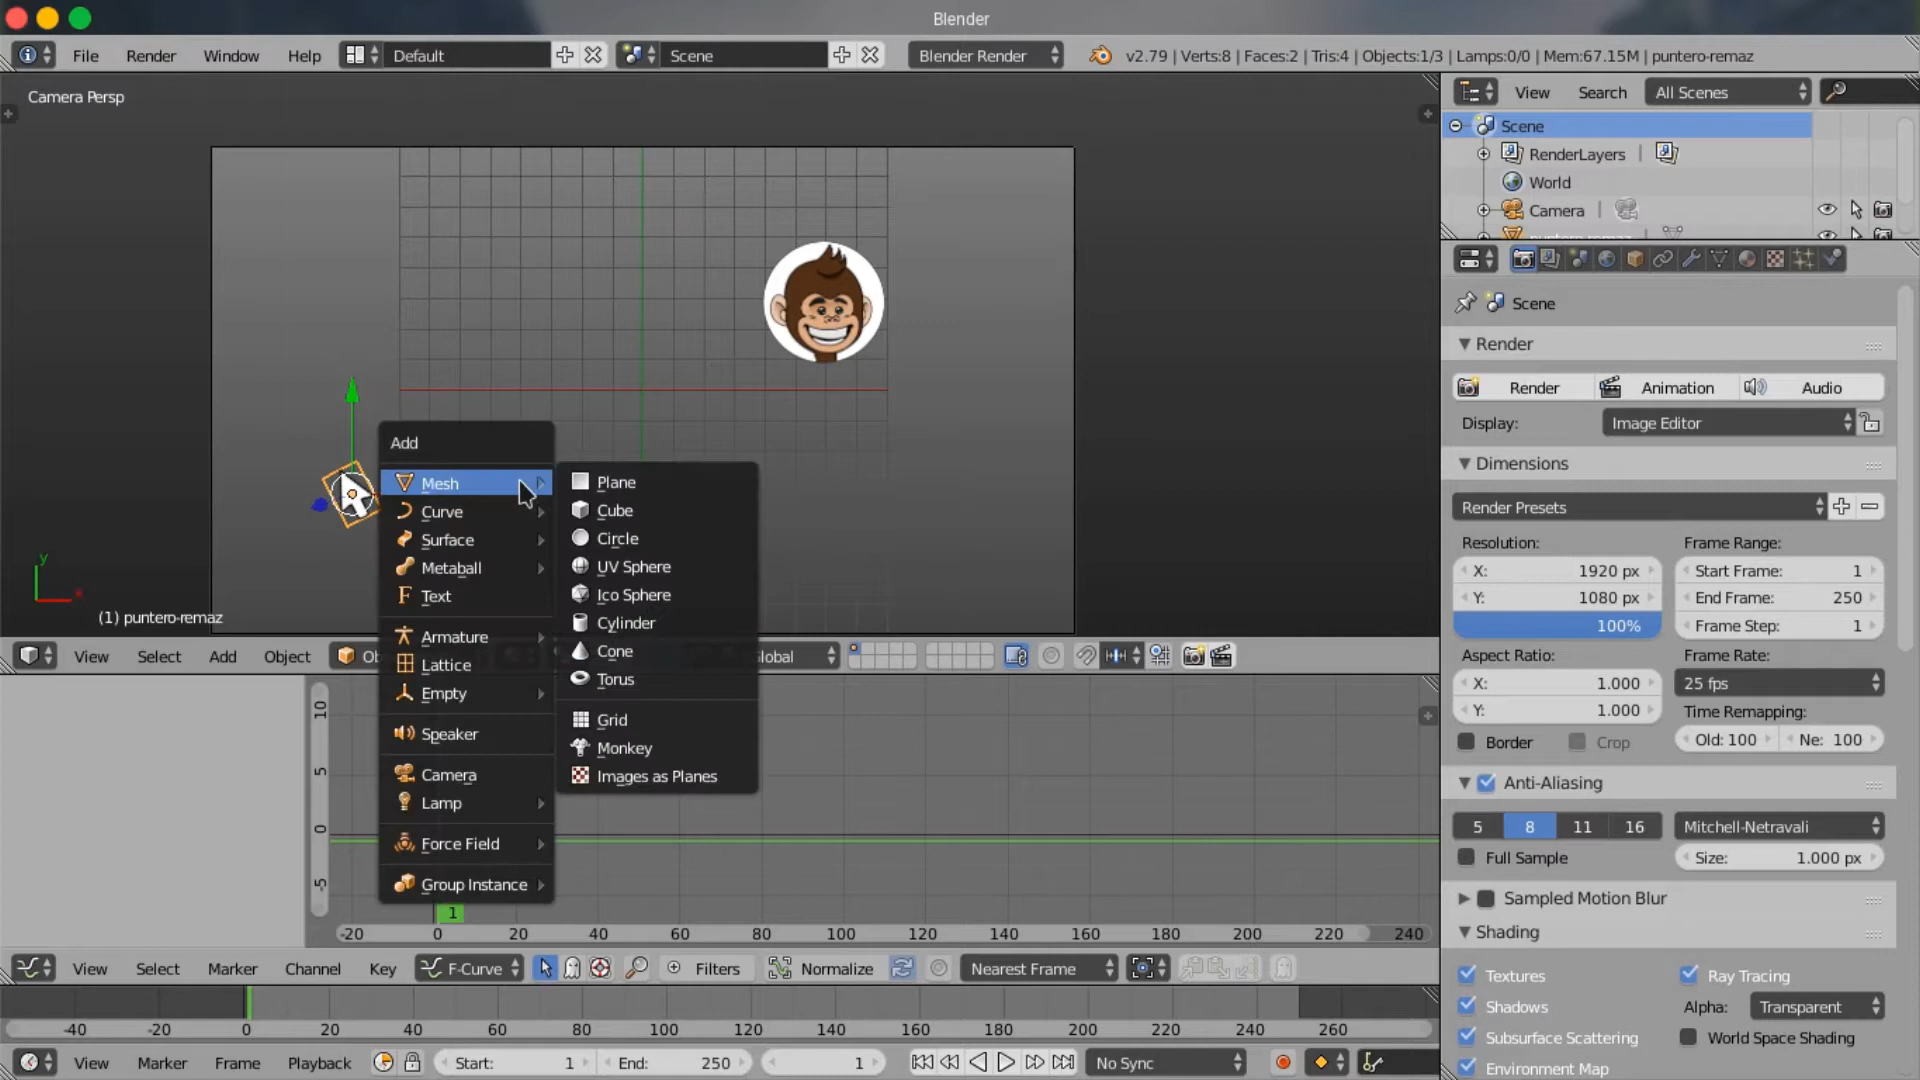 Blender
File Render Window Help Default Scene Blender Render v2.79 | Verts:8 | Faces:2 | Tris:4 | Objects:1/3 | Lamps:0/0 | Mem:67.15M | puntero-remaz
Camera Persp
View Search All Scenes
Scene
RenderLayers |
World
Camera |
puntero-remaz
Scene
Render
Render Animation Audio
Display: Image Editor
Dimensions
Render Presets
Resolution: Frame Range:
X: 1920 px Start Frame: 1
Y: 1080 px End Frame: 250
100% Frame Step: 1
Aspect Ratio: Frame Rate:
X: 1.000 25 fps
Y: 1.000 Time Remapping:
Border Crop Old: 100 Ne: 100
Anti-Aliasing
5 8 11 16 Mitchell-Netravali
Full Sample Size: 1.000 px
Sampled Motion Blur
Shading
Textures Ray Tracing
Shadows Alpha: Transparent
Subsurface Scattering World Space Shading
Environment Map
Add
Mesh
Curve
Surface
Metaball
Text
Armature
Lattice
Empty
Speaker
Camera
Lamp
Force Field
Group Instance
Plane
Cube
Circle
UV Sphere
Ico Sphere
Cylinder
Cone
Torus
Grid
Monkey
Images as Planes
y
(1) puntero-remaz
View Select Add Object Ob lobal
10
5
0
-5
1
-20 0 20 40 60 80 100 120 140 160 180 200 220 240
View Select Marker Channel Key F-Curve Filters Normalize Nearest Frame
-40 -20 0 20 40 60 80 100 120 140 160 180 200 220 240 260
View Marker Frame Playback Start: 1 End: 250 1 No Sync